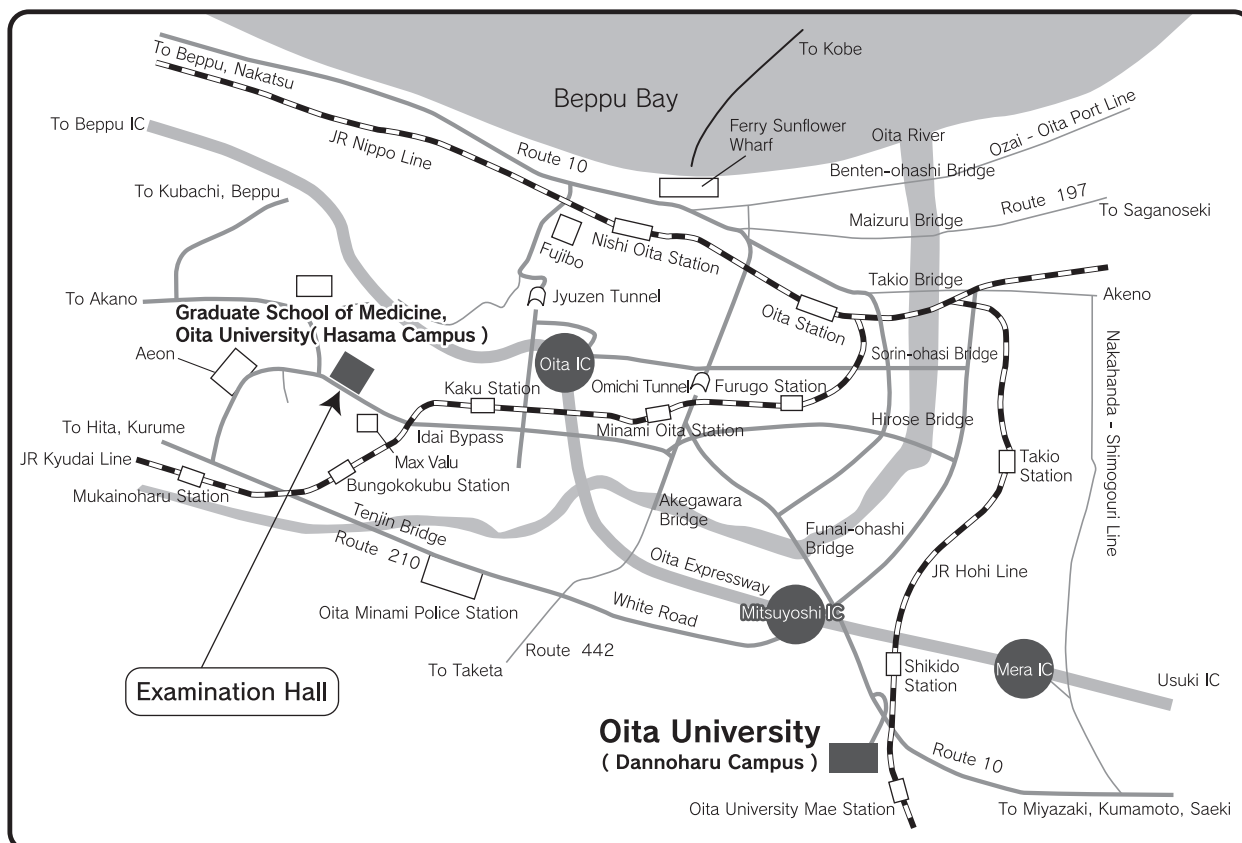 To Kobe
To Beppu, Nakatsu
Beppu Bay
To Beppu IC
JR Nippo Line
Route 10
Ferry Sunflower
Wharf
Oita River
Ozai - Oita Port Line
Benten-ohashi Bridge
To Kubachi, Beppu
Maizuru Bridge
Route 197
To Saganoseki
Fujibo
Nishi Oita Station
Takio Bridge
To Akano
Jyuzen Tunnel
Akeno
Graduate School of Medicine,
Oita University( Hasama Campus )
Oita Station
Aeon
Oita IC
Sorin-ohasi Bridge
Kaku Station
Omichi Tunnel
Furugo Station
Nakahanda - Shimogouri Line
To Hita, Kurume
Idai Bypass
Minami Oita Station
Hirose Bridge
JR Kyudai Line
Max Valu
Bungokokubu Station
Takio
Station
Mukainoharu Station
Tenjin Bridge
Akegawara
Bridge
Funai-ohashi
Bridge
Route 210
Oita Expressway
JR Hohi Line
Oita Minami Police Station
White Road
Mitsuyoshi IC
To Taketa
Route 442
Shikido
Station
Mera IC
Usuki IC
Examination Hall
Oita University
( Dannoharu Campus )
Route 10
Oita University Mae Station
To Miyazaki, Kumamoto, Saeki